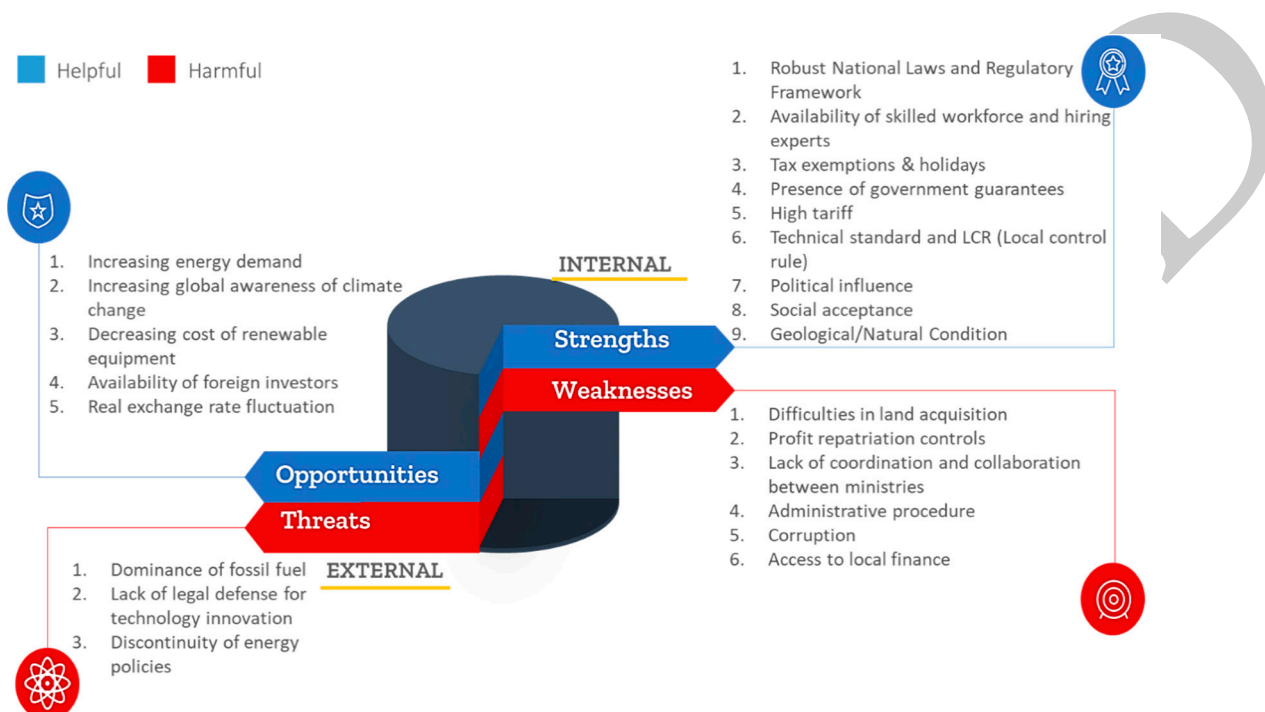 Helpful
Harmful
1. Robust National Laws and Regulatory
Framework
2. Availability of skilled workforce and hiring
experts
3. Tax exemptions & holidays
4. Presence of government guarantees
5. High tariff
6. Technical standard and LCR (Local control
rule)
7. Political influence
8. Social acceptance
9. Geological/Natural Condition
1. Increasing energy demand
2. Increasing global awareness of climate
change
3. Decreasing cost of renewable
equipment
4. Availability of foreign investors
5. Real exchange rate fluctuation
INTERNAL
Strengths
Weaknesses
1. Difficulties in land acquisition
2. Profit repatriation controls
3. Lack of coordination and collaboration
between ministries
4. Administrative procedure
5. Corruption
6. Access to local finance
Opportunities
Threats
EXTERNAL
1. Dominance of fossil fuel
2. Lack of legal defense for
technology innovation
3. Discontinuity of energy
policies